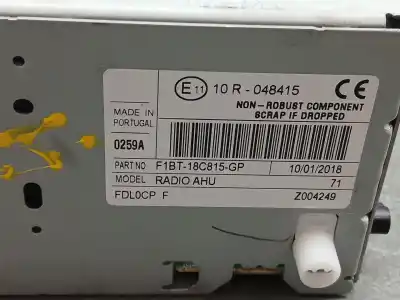 E 11 10 R - 048415 CE
NON-ROBUST COMPONENT
SCRAP IF DROPPED
MADE IN
PORTUGAL
0259A
PART NO F1BT-18C815-GP 10/01/2018
MODEL RADIO AHU 71
FDL0CP F Z004249